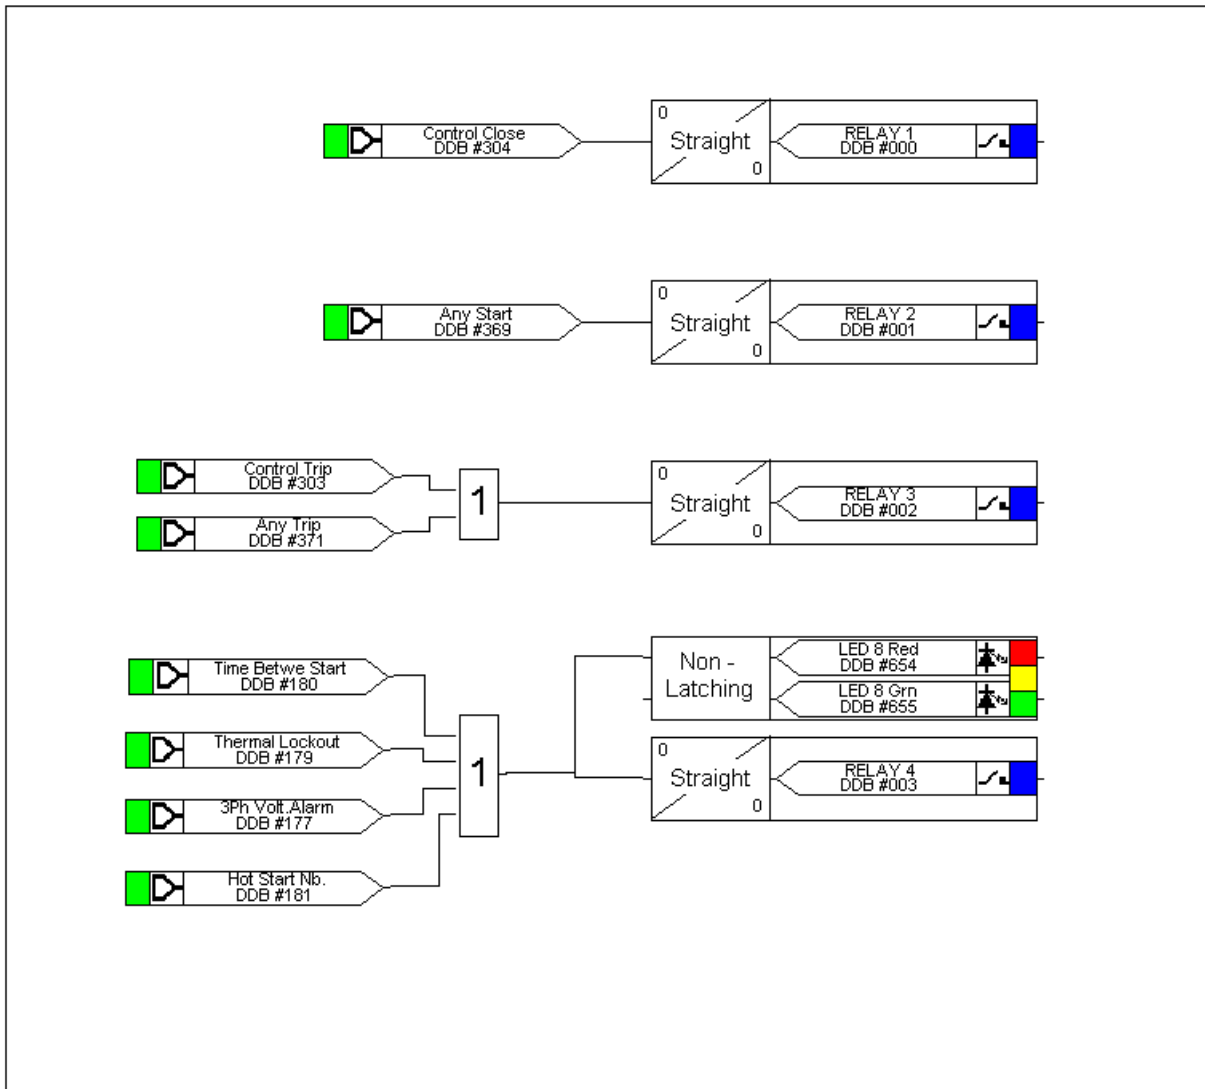 Control Close
DDB #304
0
Straight
0
RELAY 1
DDB #000
Any Start
DDB #369
0
Straight
0
RELAY 2
DDB #001
Control Trip
DDB #303
Any Trip
DDB #371
1
0
Straight
0
RELAY 3
DDB #002
Time Betwe Start
DDB #180
Thermal Lockout
DDB #179
3Ph Volt.Alarm
DDB #177
Hot Start Nb.
DDB #181
1
Non -
Latching
LED 8 Red
DDB #654
LED 8 Grn
DDB #655
0
Straight
0
RELAY 4
DDB #003